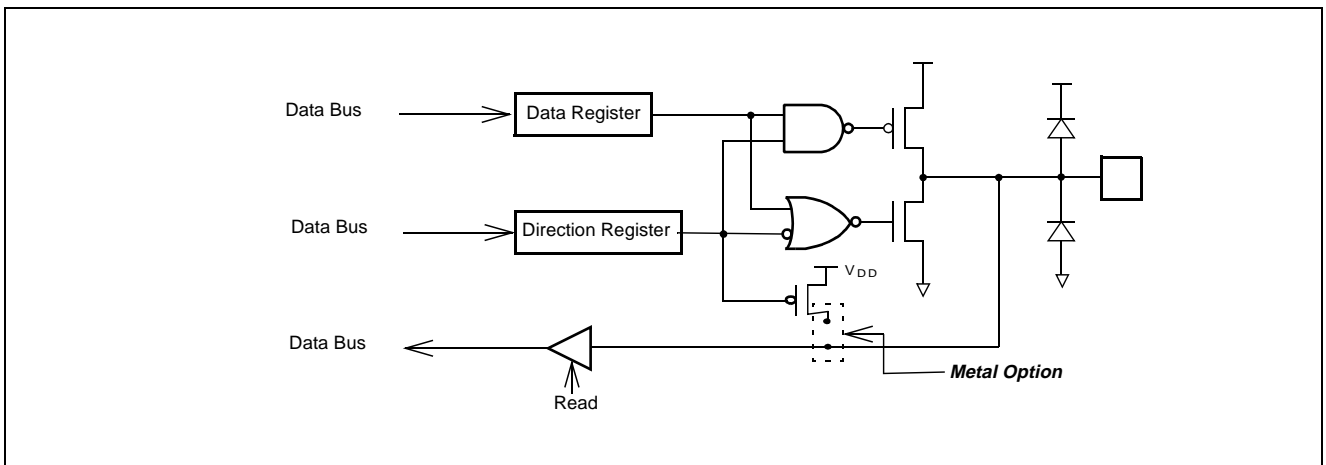 Data Bus
Data Register
Data Bus
Direction Register
VDD
Data Bus
Metal Option
Read